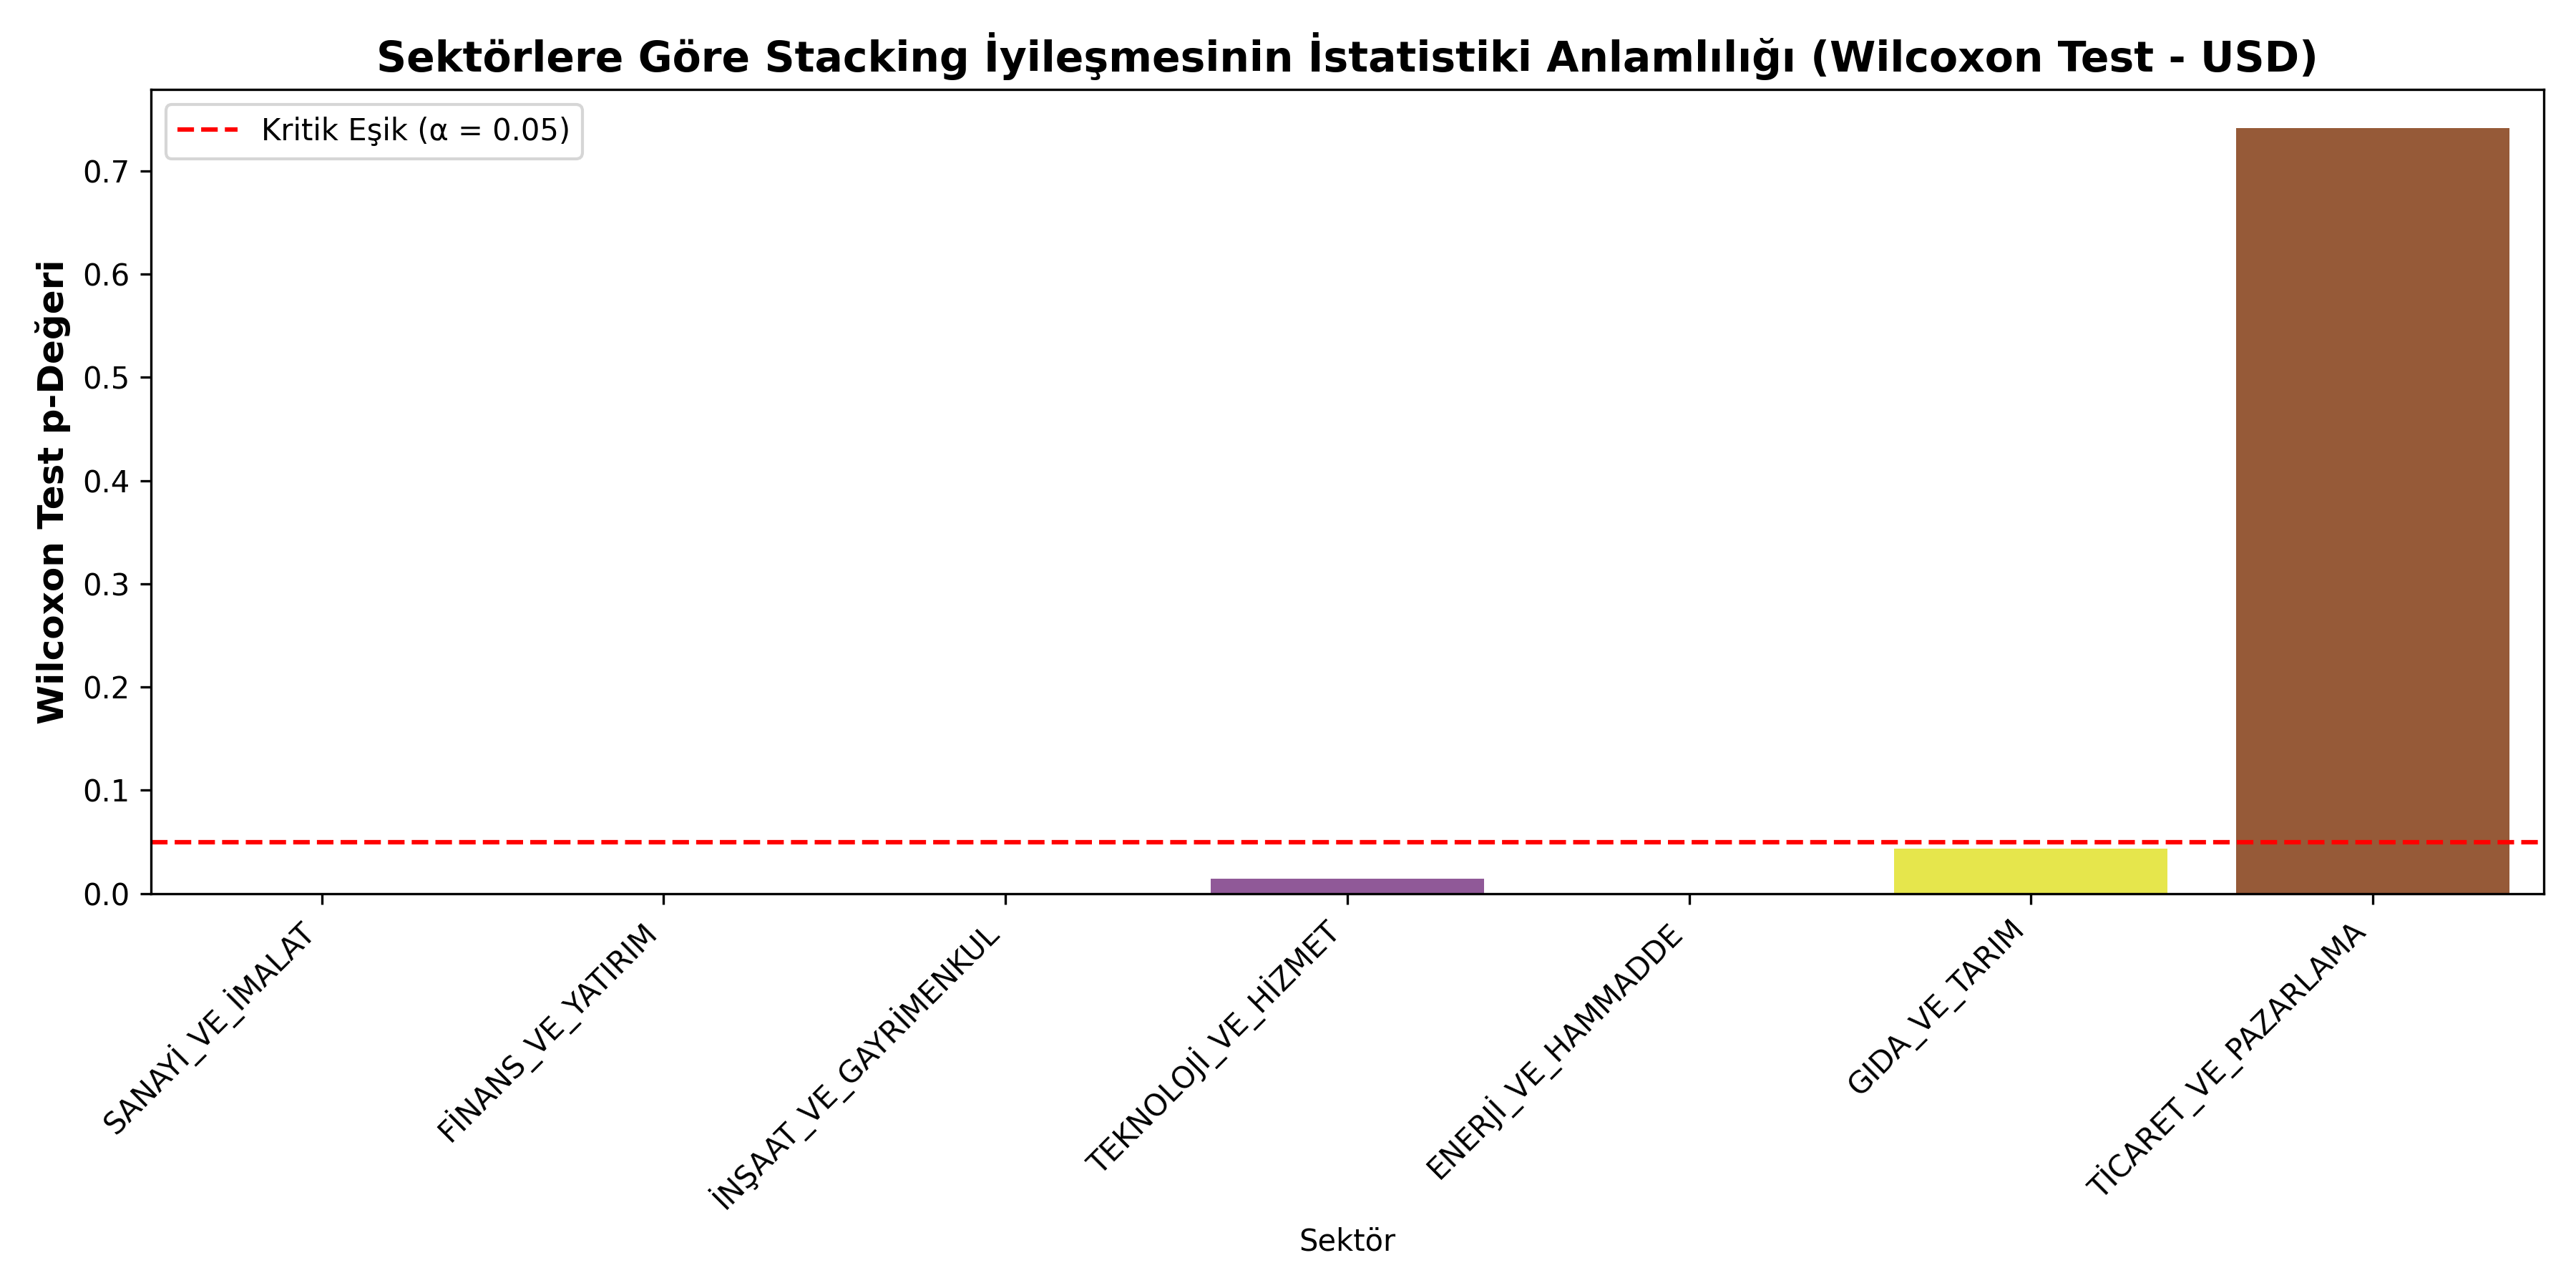 Sektörlere Göre Stacking İyileşmesinin İstatistiki Anlamlılığı (Wilcoxon Test - USD)
Kritik Eşik (α = 0.05)
Wilcoxon Test p-Değeri
0.7
0.6
0.5
0.4
0.3
0.2
0.1
0.0
SANAYİ_VE_İMALAT
FİNANS_VE_YATIRIM
İNŞAAT_VE_GAYRİMENKUL
TEKNOLOJİ_VE_HİZMET
ENERJİ_VE_HAMMADDE
GIDA_VE_TARIM
TİCARET_VE_PAZARLAMA
Sektör